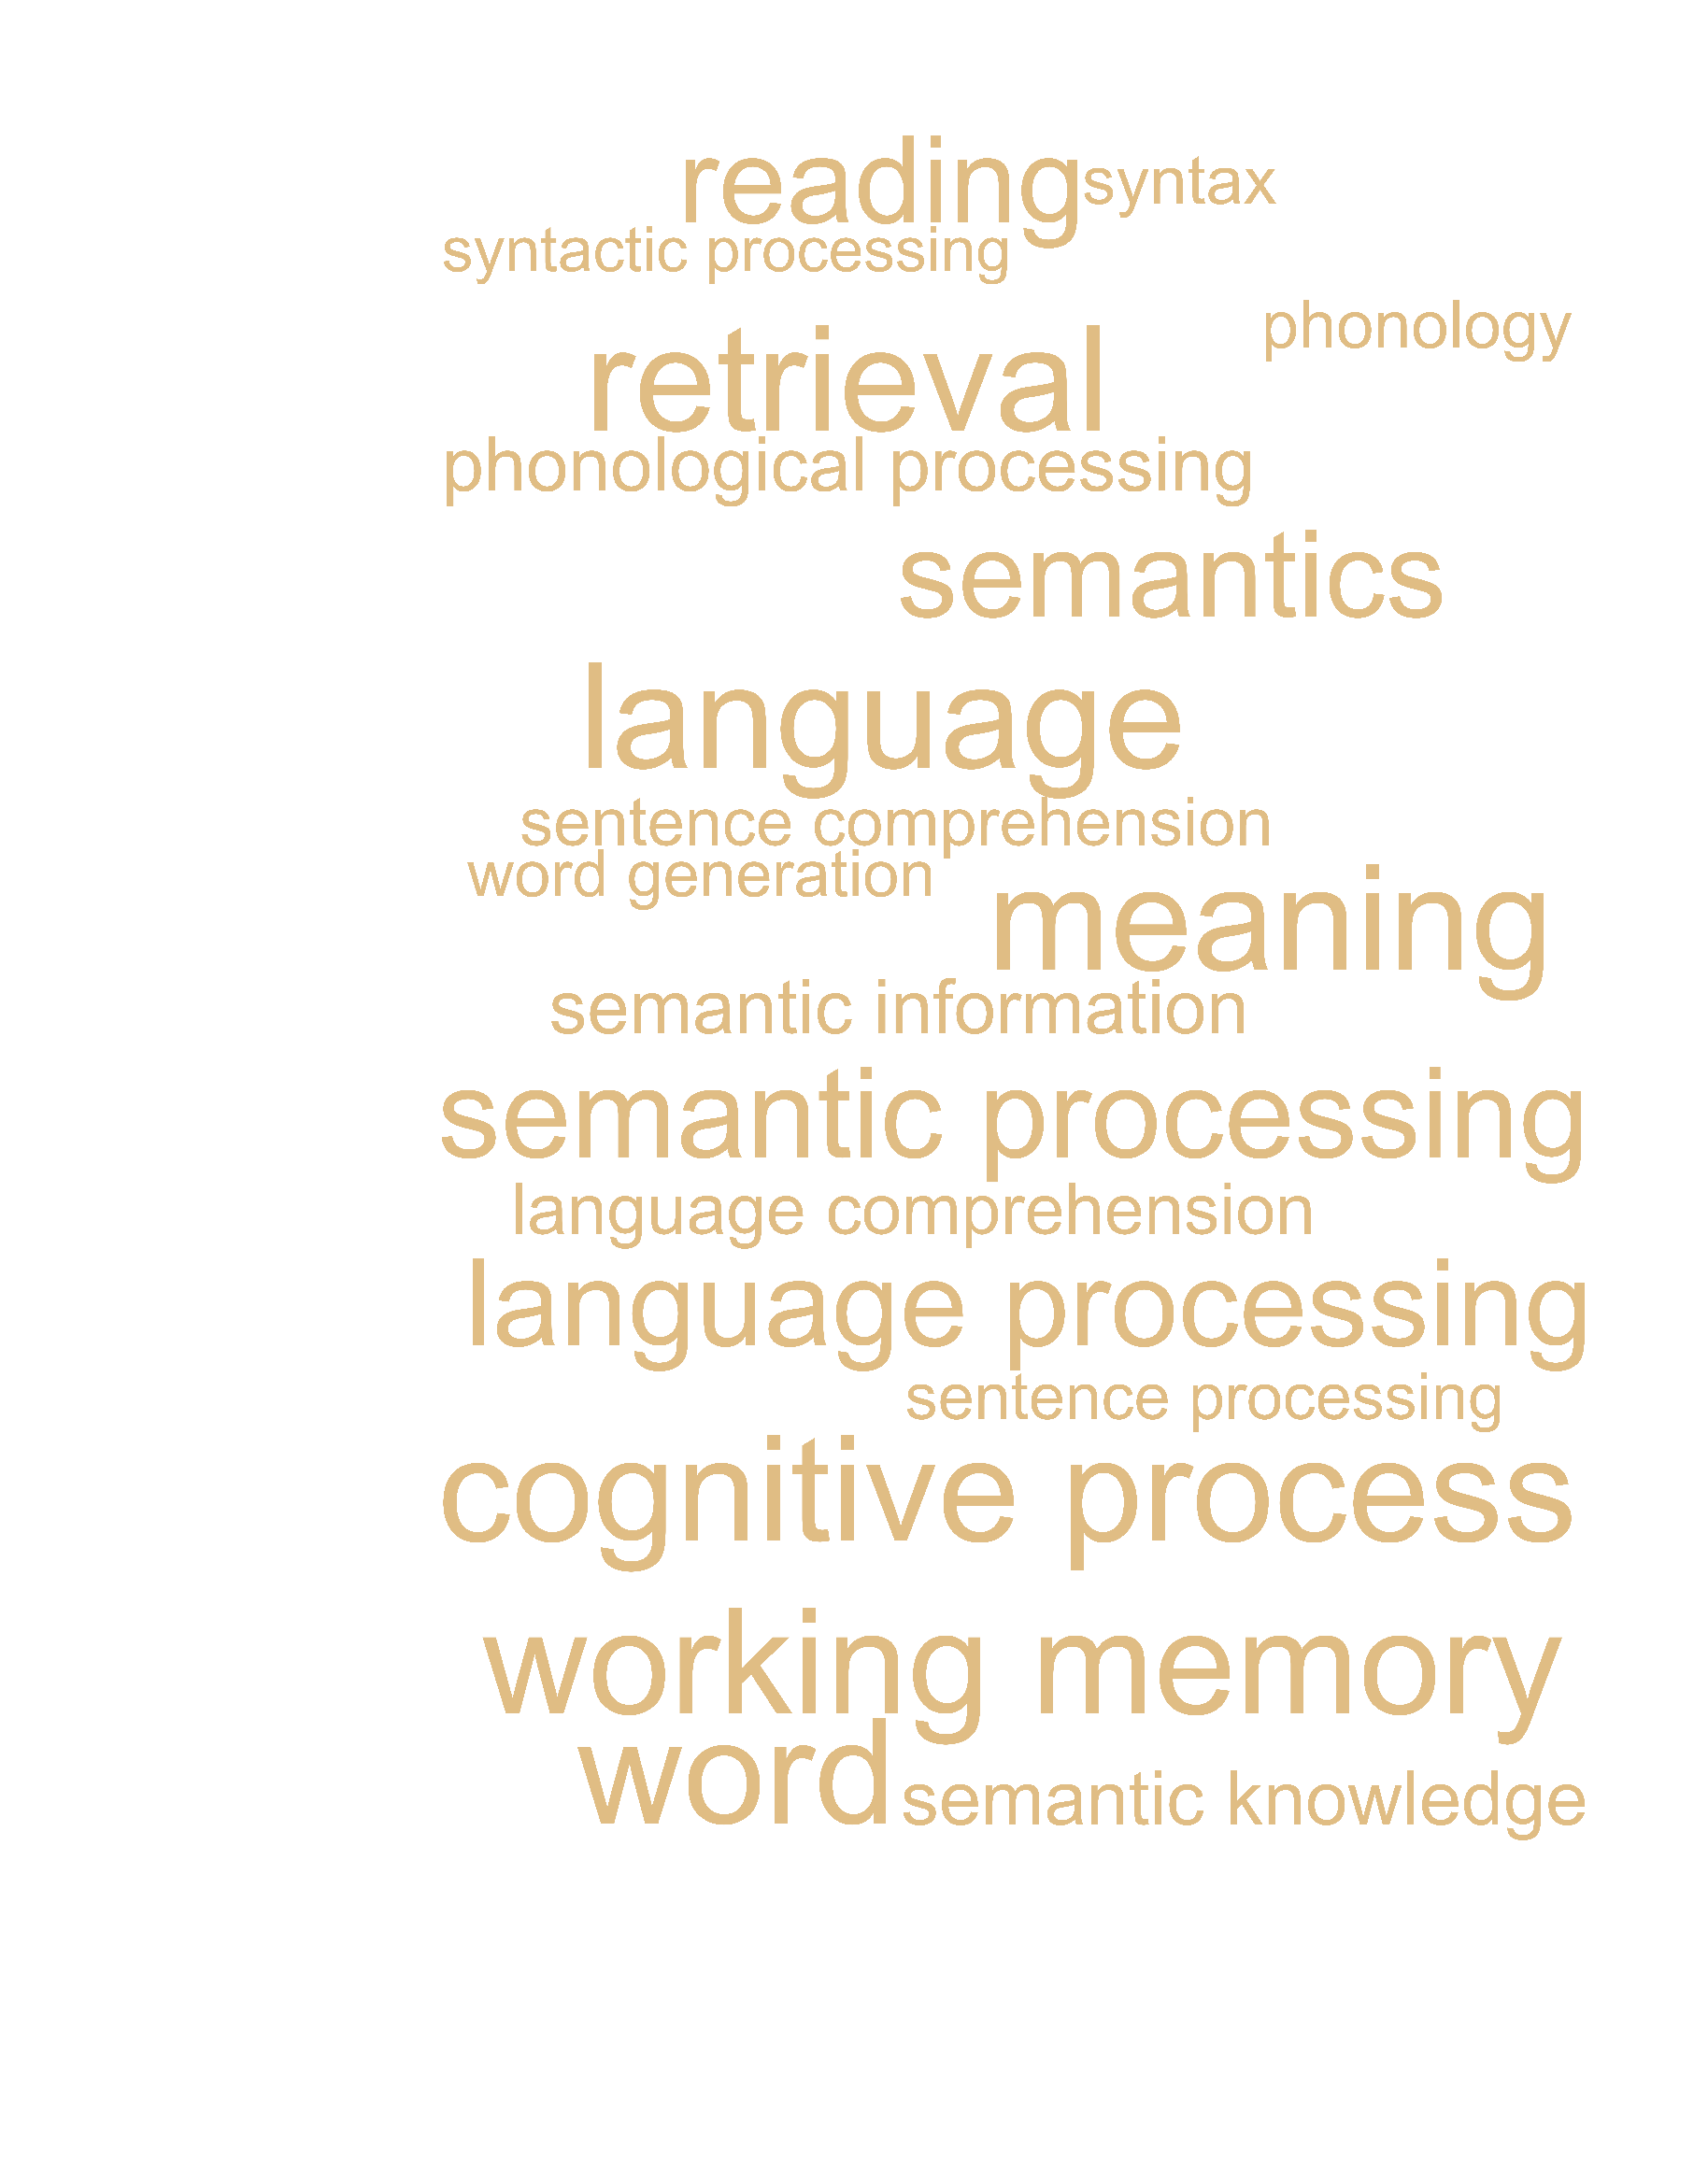 reading syntax
syntactic processing
phonology
retrieval
phonological processing
semantics
language
sentence comprehension
word generation
meaning
semantic information
semantic processing
language comprehension
language processing
sentence processing
cognitive process
working memory
word semantic knowledge